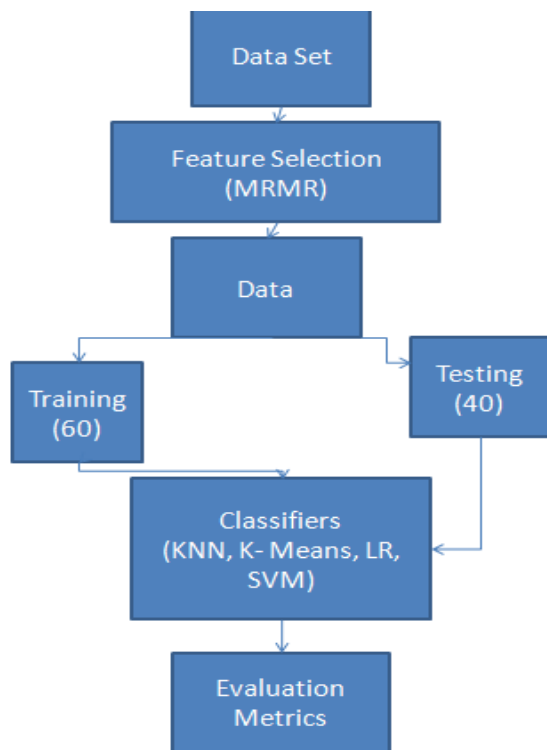 Data Set
Feature Selection
(MRMR)
Data
Training
(60)
Testing
(40)
Classifiers
(KNN, K- Means, LR,
SVM)
Evaluation
Metrics